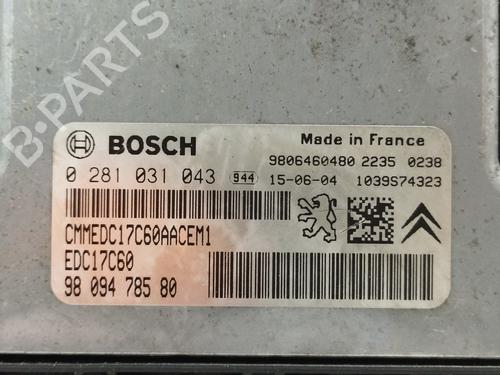 BOSCH
Made in France
9806460480 2235 0238
0 281 031 043 944 15-06-04 1039S74323
CMMEDC17C60AACEM1
EDC17C60
98 094 785 80
B-PARTS